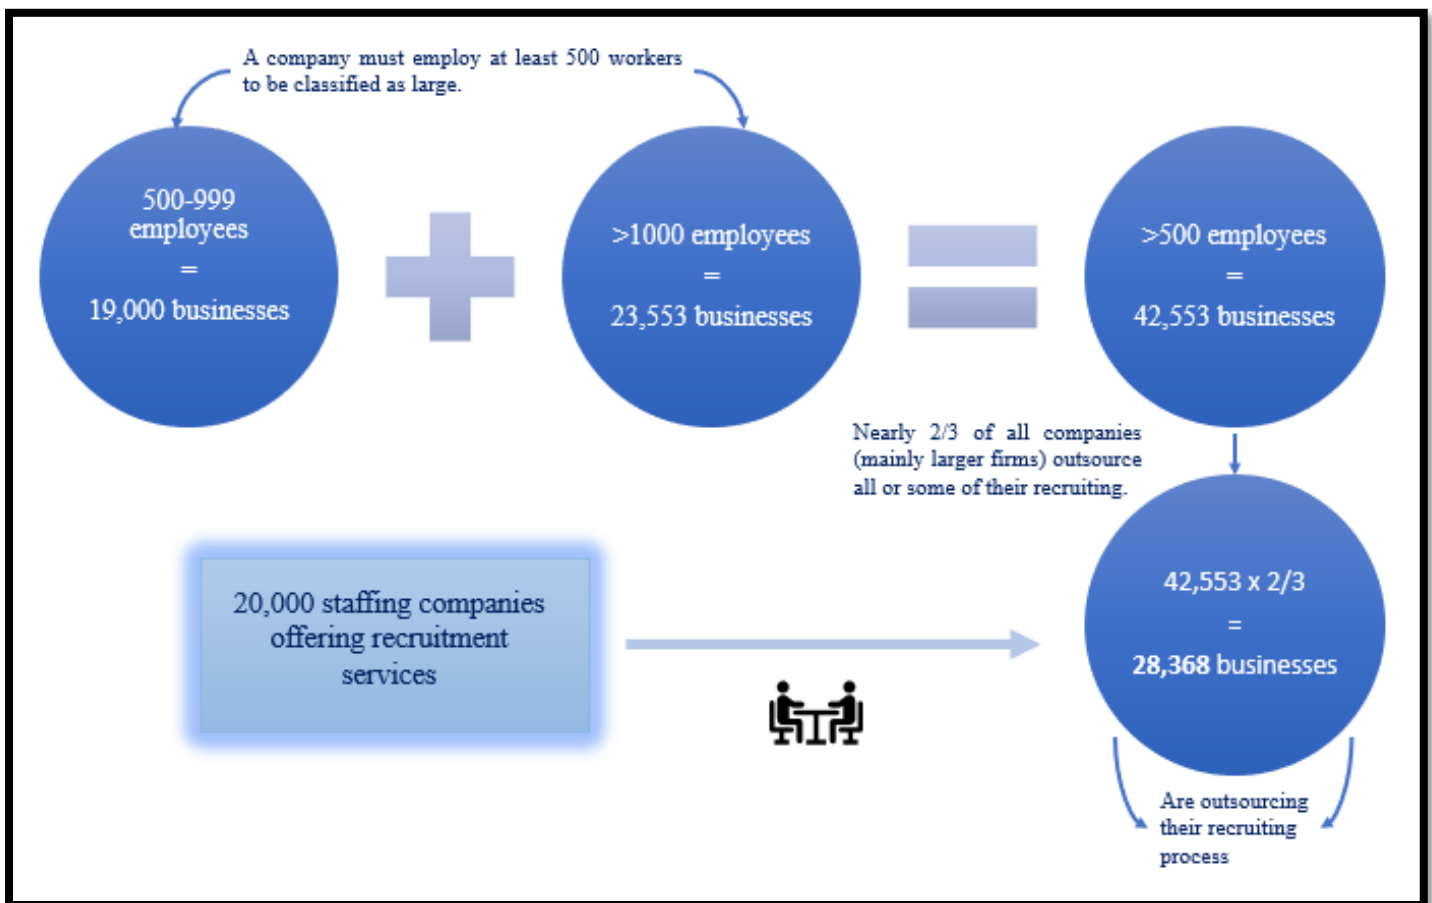 A company must employ at least 500 workers
to be classified as large.
500-999
employees
=
19,000 businesses
>1000 employees
=
23,553 businesses
>500 employees
=
42,553 businesses
Nearly 2/3 of all companies
(mainly larger firms) outsource
all or some of their recruiting.
20,000 staffing companies
offering recruitment
services
42,553 x 2/3
=
28,368 businesses
Are outsourcing
their recruiting
process